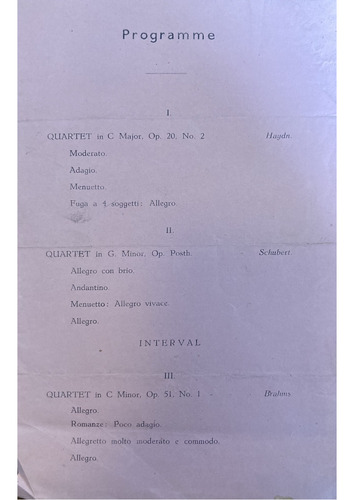 Programme
I.
QUARTET in C Major, Op. 20, No. 2 - Haydn.
Moderato.
Adagio.
Menuetto.
Fuga a 4 soggetti: Allegro.
II.
QUARTET in G. Minor, Op. Posth. - Schubert.
Allegro con brio.
Andantino.
Menuetto: Allegro vivace.
Allegro.
INTERVAL
III.
QUARTET in C Minor, Op. 51, No. 1 - Brahms
Allegro.
Romanze: Poco adagio.
Allegretto molto moderato e commodo.
Allegro.